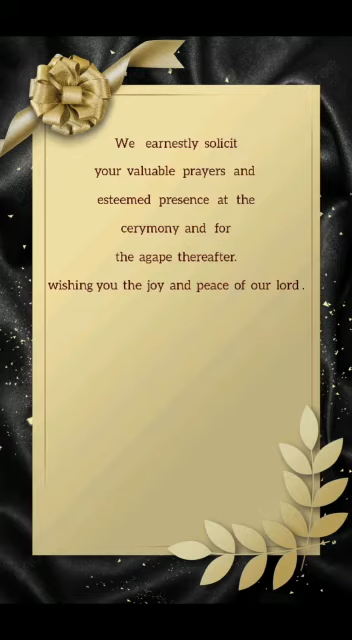 We earnestly solicit
your valuable prayers and
esteemed presence at the
cerymony and for
the agape thereafter.
wishing you the joy and peace of our lord .